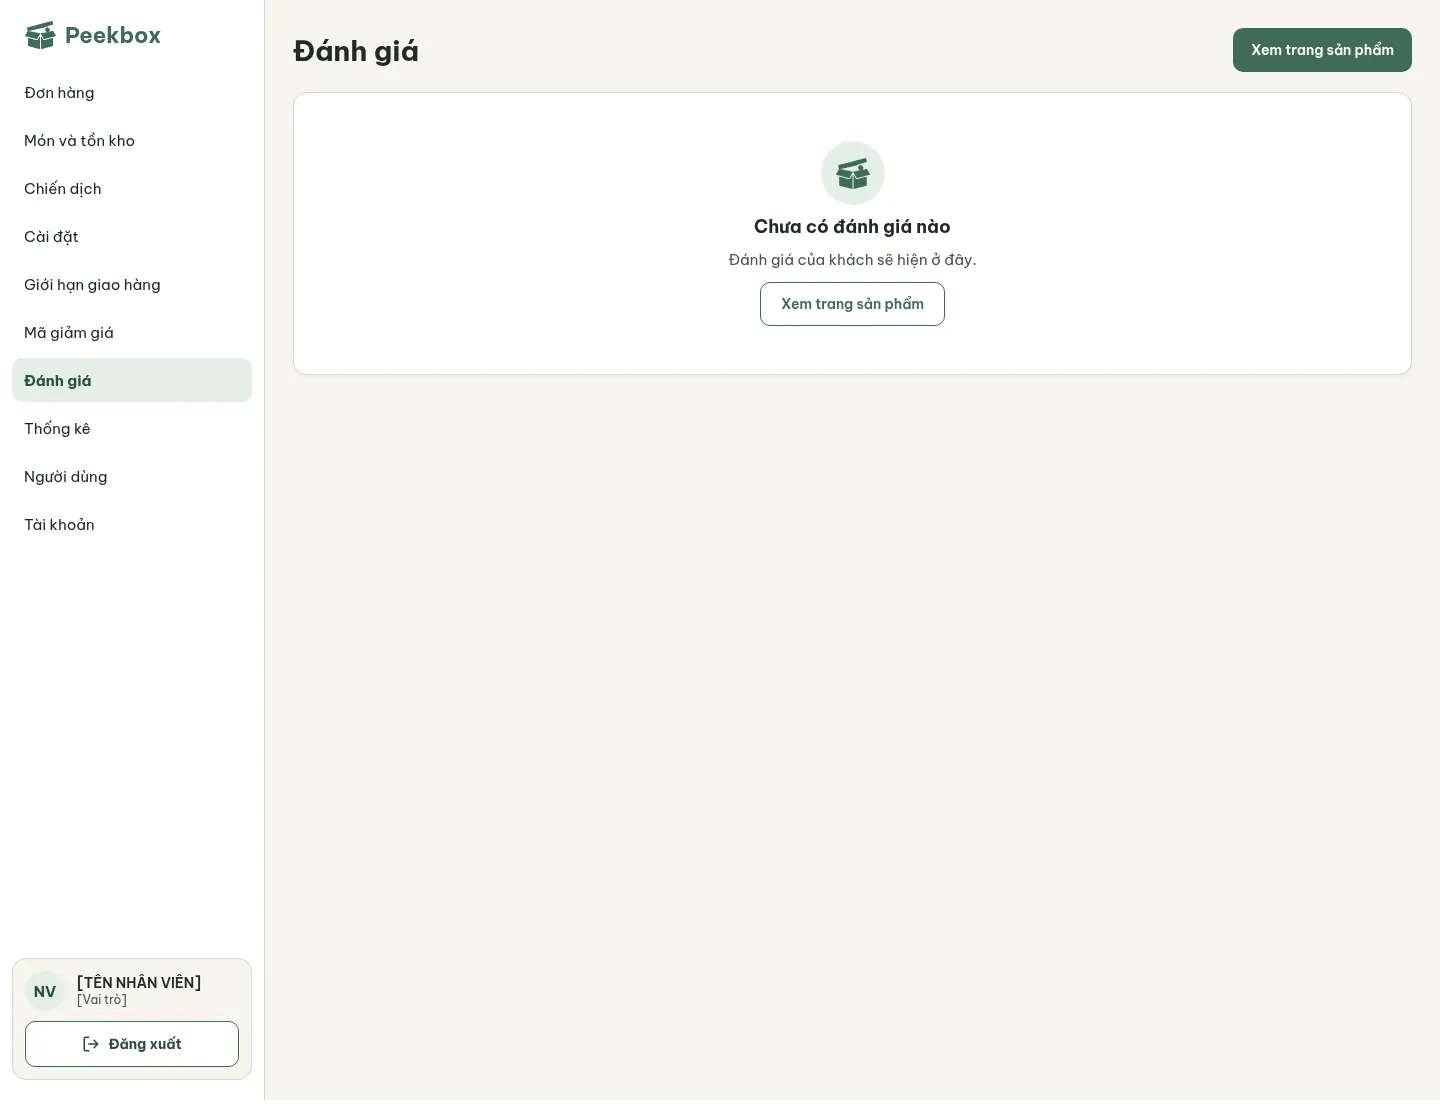 Peekbox
Đơn hàng
Món và tồn kho
Chiến dịch
Cài đặt
Giới hạn giao hàng
Mã giảm giá
Đánh giá
Thống kê
Người dùng
Tài khoản
NV
[TÊN NHÂN VIÊN]
[Vai trò]
Đăng xuất
Đánh giá
Xem trang sản phẩm
Chưa có đánh giá nào
Đánh giá của khách sẽ hiện ở đây.
Xem trang sản phẩm